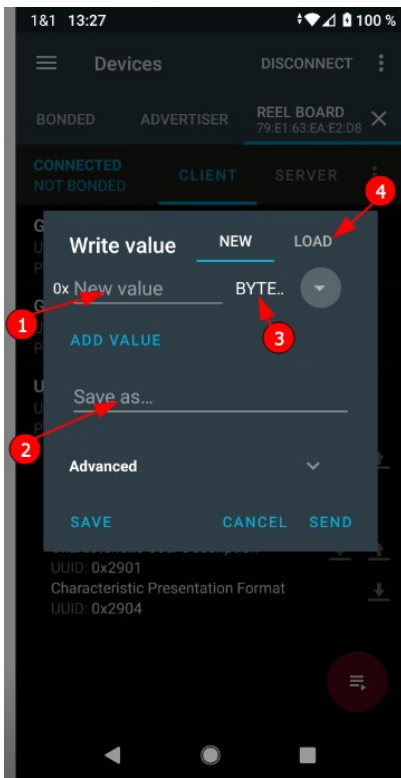 1&1 13:27 100 %
Devices DISCONNECT
BONDED ADVERTISER REEL BOARD
79:E1:63:EA:E2:D8
CONNECTED
NOT BONDED CLIENT SERVER
4
G
Write value NEW LOAD
U
P
0x New value BYTE..
G
1
ADD VALUE 3
P
U
Save as...
U
2
Advanced
SAVE CANCEL SEND
UUID: 0x2901
Characteristic Presentation Format
UUID: 0x2904